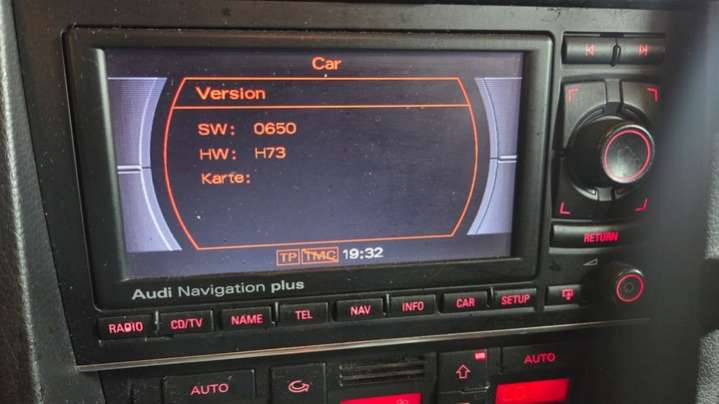 Car
Version
SW: 0650
HW: H73
Karte:
TP TMC 19:32
RETURN
Audi Navigation plus
RADIO CD/TV NAME TEL NAV INFO CAR SETUP
AUTO AUTO